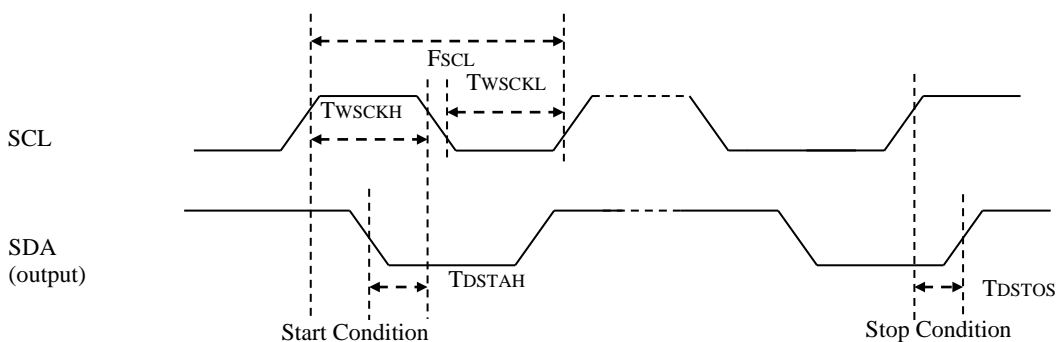 FSCL
TWSCKL
TWSCKH
SCL
SDA
(output)
TDSTAH
TDSTOS
Start Condition
Stop Condition